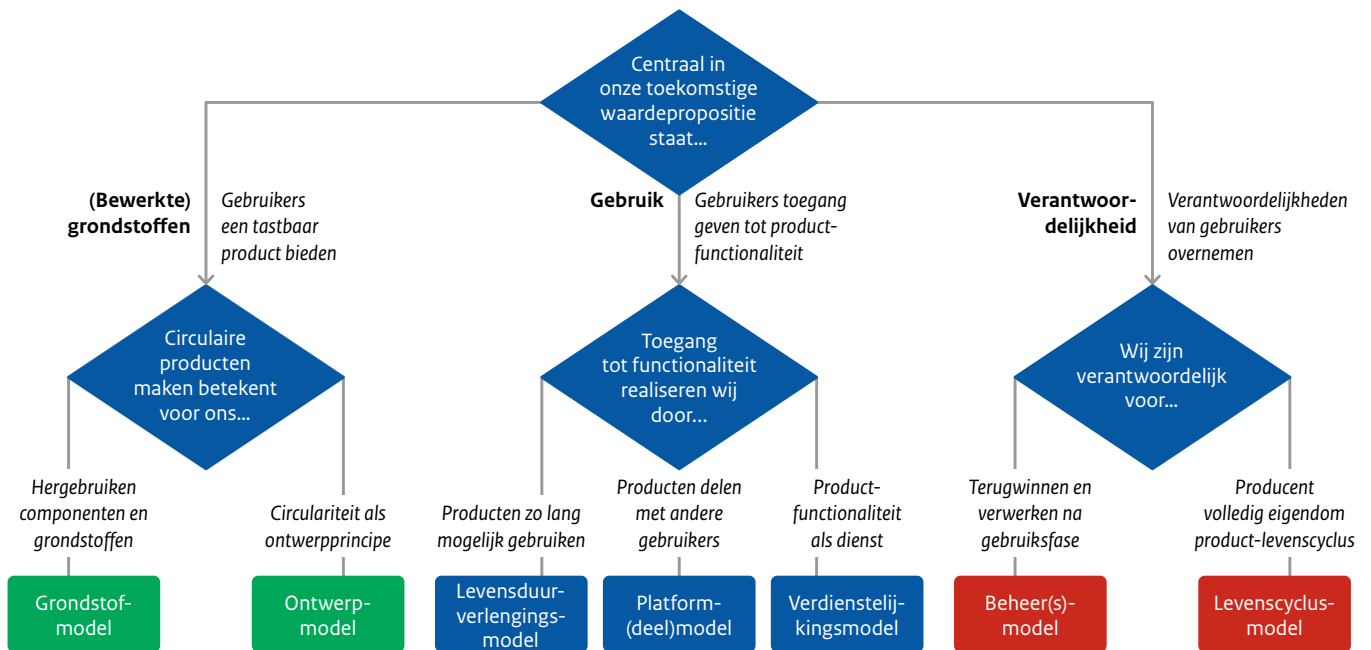 Centraal in
onze toekomstige
waardepropositie
staat...
(Bewerkte)
grondstoffen
Gebruikers
een tastbaar
product bieden
Gebruik
Gebruikers toegang
geven tot product-
functionaliteit
Verantwoor-
delijkheid
Verantwoordelijkheden
van gebruikers
overnemen
Circulaire
producten
maken betekent
voor ons...
Toegang
tot functionaliteit
realiseren wij
door...
Wij zijn
verantwoordelijk
voor...
Hergebruiken
componenten en
grondstoffen
Circulariteit als
ontwerpprincipe
Producten zo lang
mogelijk gebruiken
Producten delen
met andere
gebruikers
Product-
functionaliteit
als dienst
Terugwinnen en
verwerken na
gebruiksfase
Producent
volledig eigendom
product-levenscyclus
Grondstof-
model
Ontwerp-
model
Levensduur-
verlengings-
model
Platform-
(deel)model
Verdienstelij-
kingsmodel
Beheer(s)-
model
Levenscyclus-
model